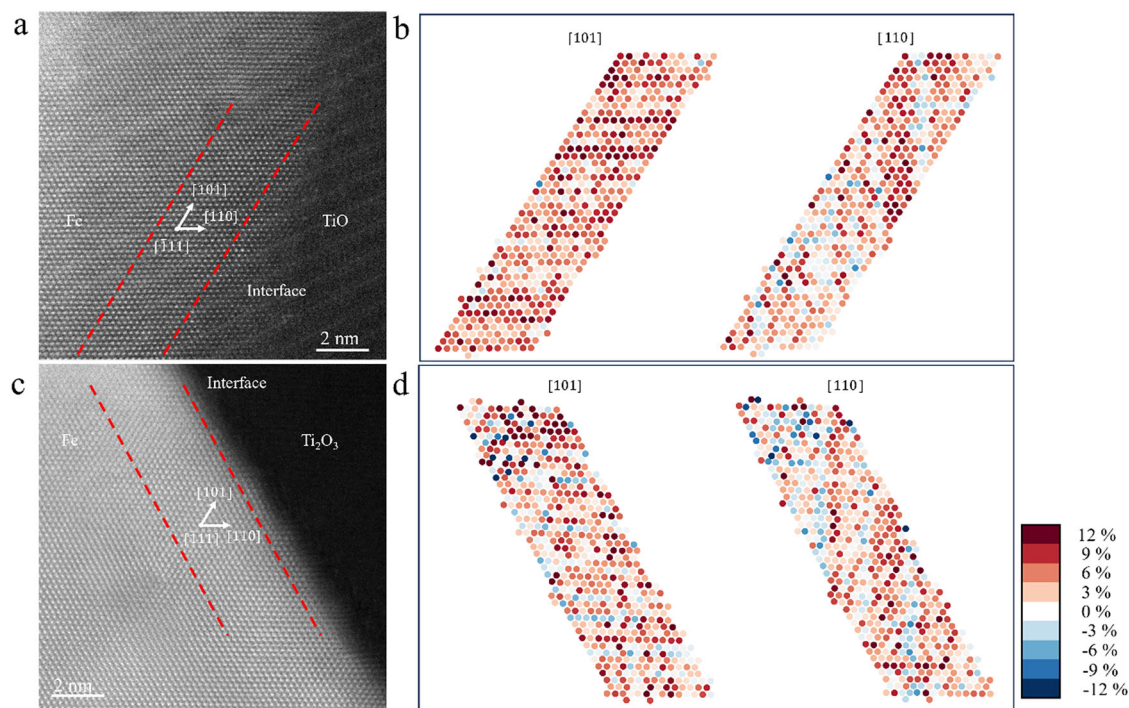 a
[101]
Fe
[110]
TiO
[111]
Interface
2 nm
b
[101]
[110]
c
Interface
Fe
Ti₂O₃
[101]
[111] [110]
2 nm
d
[101]
[110]
12 %
9 %
6 %
3 %
0 %
-3 %
-6 %
-9 %
-12 %